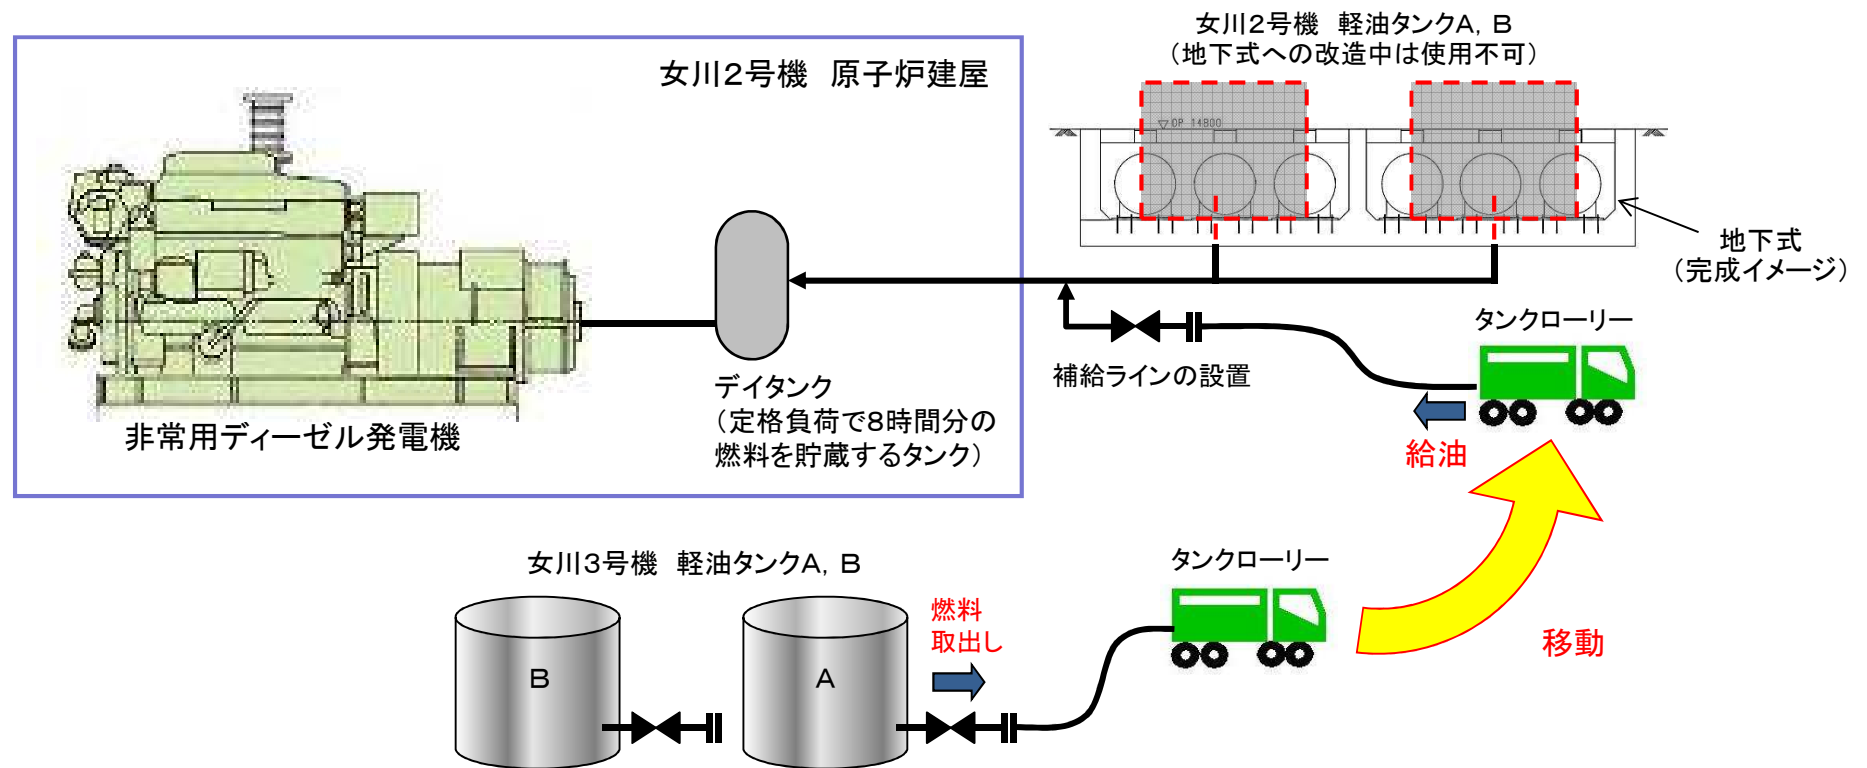 女川２号機　軽油タンクＡ，Ｂ
（地下式への改造中は使用不可）
女川２号機　原子炉建屋
▽OP 14800
地下式
（完成イメージ）
タンクローリー
補給ラインの設置
デイタンク
（定格負荷で８時間分の
燃料を貯蔵するタンク）
非常用ディーゼル発電機
給油
女川３号機　軽油タンクＡ，Ｂ
タンクローリー
燃料
取出し
移動
Ｂ
Ａ